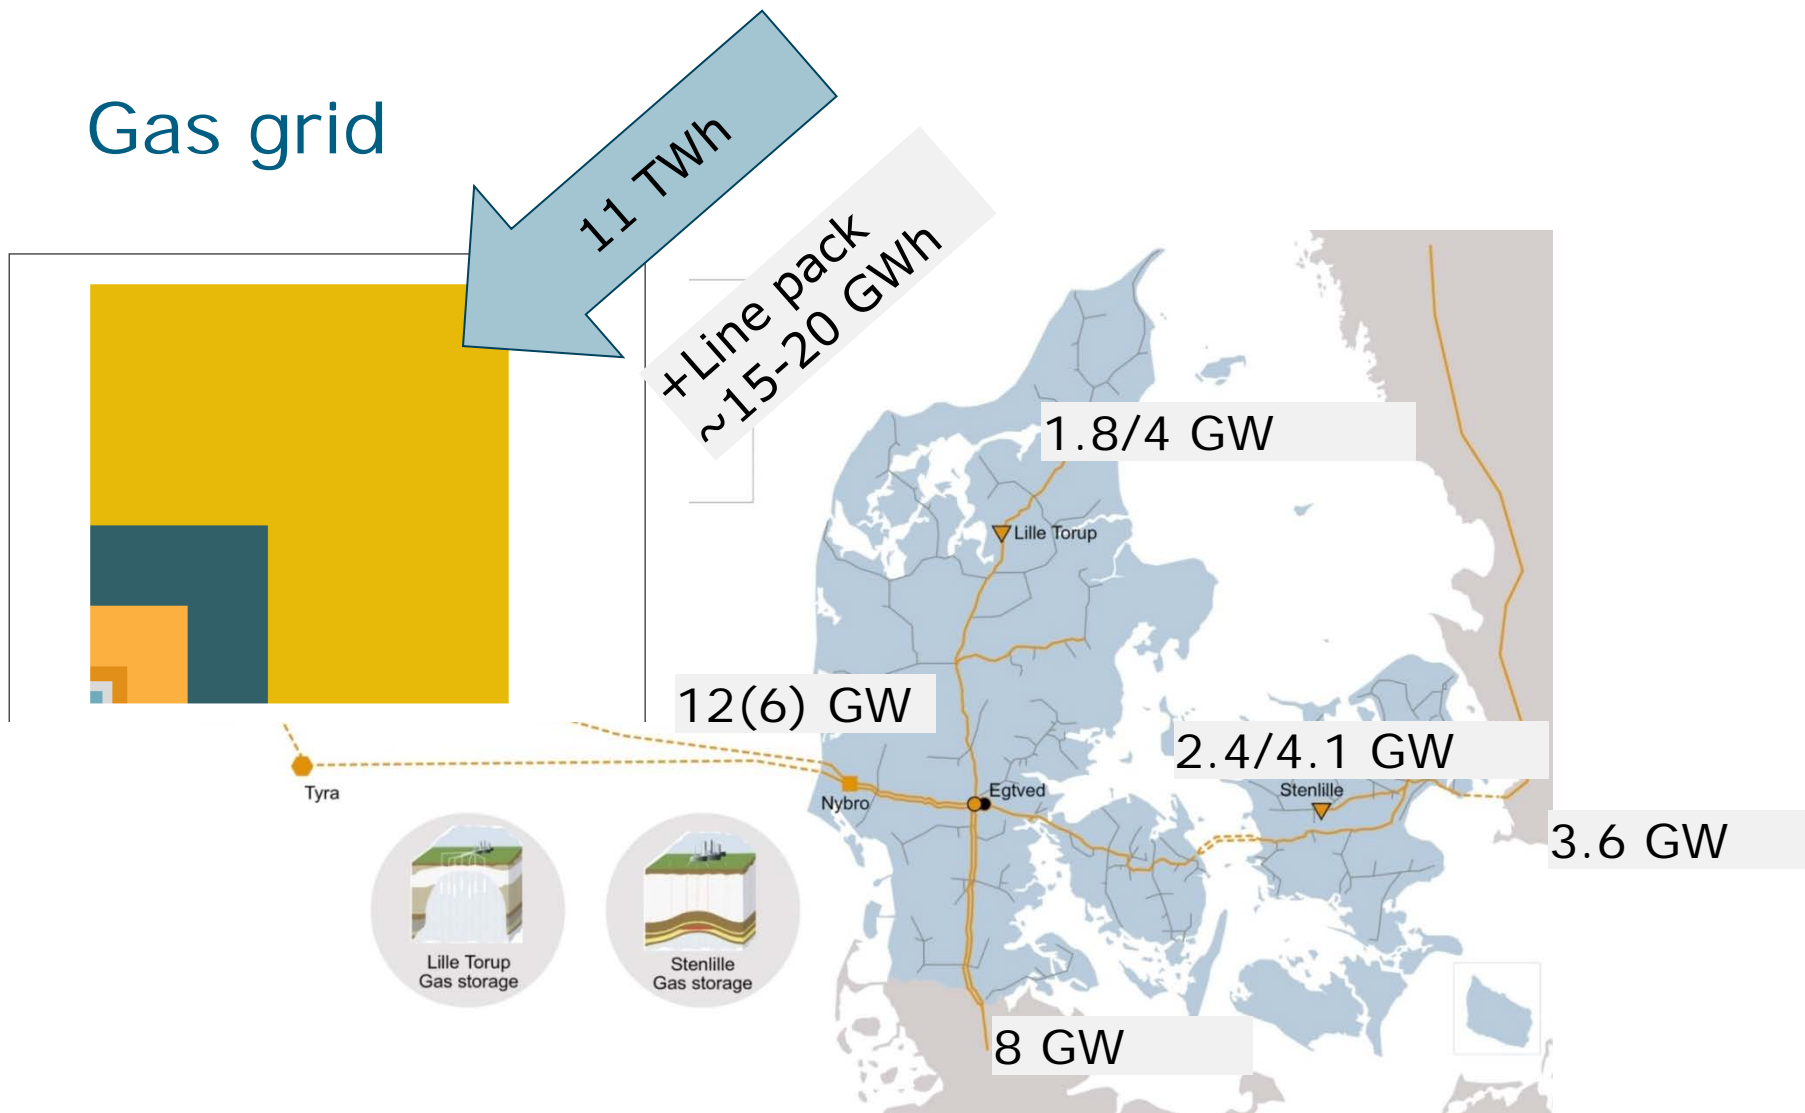 Gas grid
11 TWh
+Line pack
~15-20 GWh
1.8/4 GW
Lille Torup
12(6) GW
2.4/4.1 GW
Tyra
Nybro
Egtved
Stenlille
3.6 GW
Lille Torup
Gas storage
Stenlille
Gas storage
8 GW